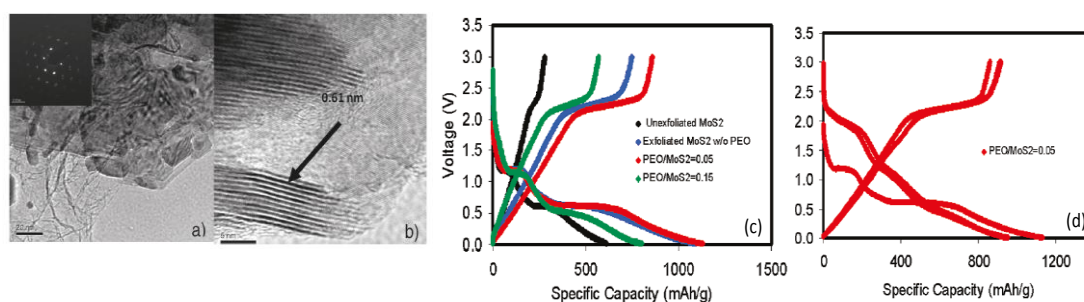 a)
0.61 nm
5 nm
b)
Voltage (V)
3.5
3.0
2.5
2.0
1.5
1.0
0.5
0.0
0
500
1000
1500
Specific Capacity (mAh/g)
Unexfoliated MoS2
Exfoliated MoS2 w/o PEO
PEO/MoS2=0.05
PEO/MoS2=0.15
(c)
3.5
3.0
2.5
2.0
1.5
1.0
0.5
0.0
0
400
800
1200
Specific Capacity (mAh/g)
PEO/MoS2=0.05
(d)